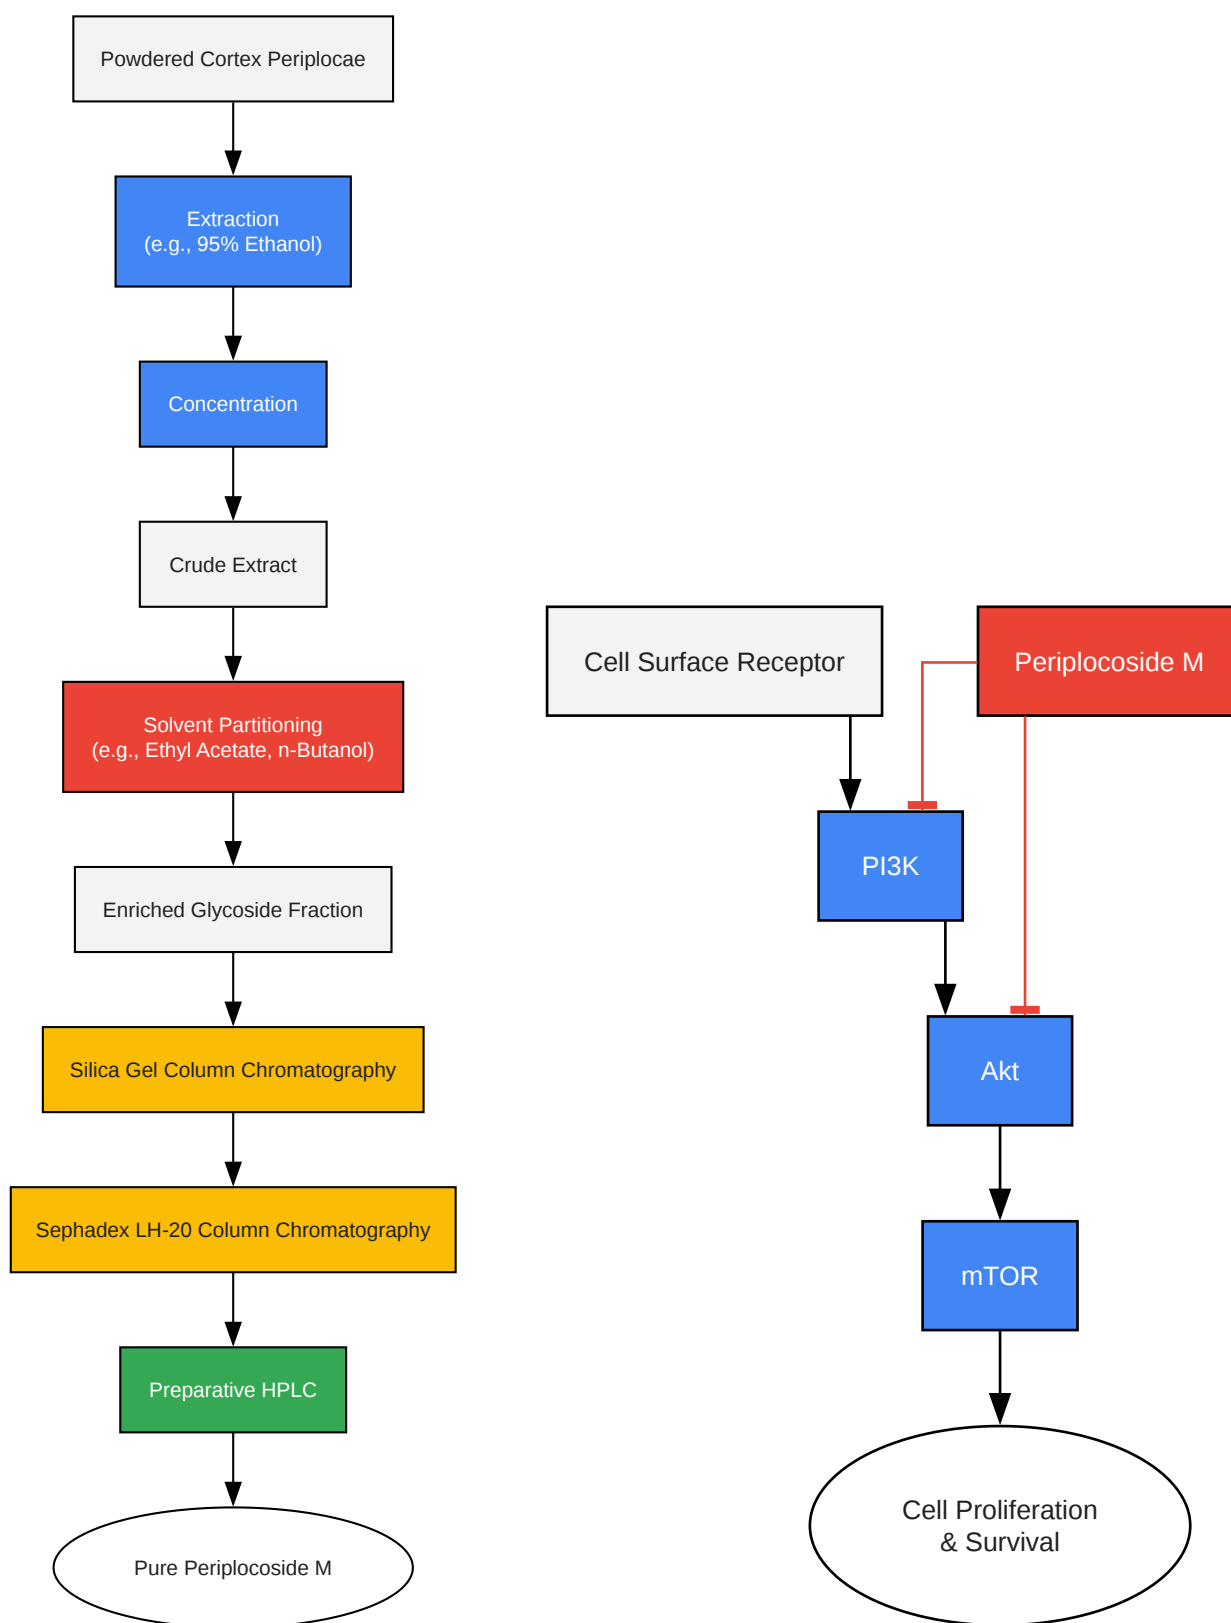 Powdered Cortex Periplocae
Extraction
(e.g., 95% Ethanol)
Concentration
Crude Extract
Solvent Partitioning
(e.g., Ethyl Acetate, n-Butanol)
Enriched Glycoside Fraction
Silica Gel Column Chromatography
Sephadex LH-20 Column Chromatography
Preparative HPLC
Pure Periplocoside M
Cell Surface Receptor
Periplocoside M
PI3K
Akt
mTOR
Cell Proliferation
& Survival